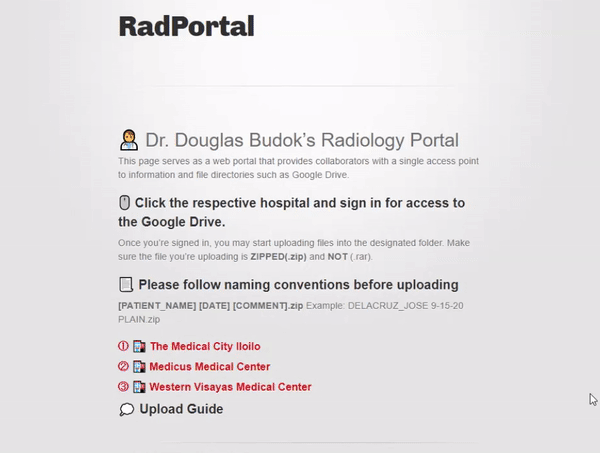 RadPortal
Dr. Douglas Budok's Radiology Portal
This page serves as a web portal that provides collaborators with a single access point
to information and file directories such as Google Drive.
Click the respective hospital and sign in for access to
the Google Drive.
Once you're signed in, you may start uploading files into the designated folder. Make
sure the file you're uploading is ZIPPED(.zip) and NOT (.rar).
Please follow naming conventions before uploading
[PATIENT_NAME] [DATE] [COMMENT].zip Example: DELACRUZ_JOSE 9-15-20
PLAIN.zip
① The Medical City Iloilo
② Medicus Medical Center
③ Western Visayas Medical Center
Upload Guide